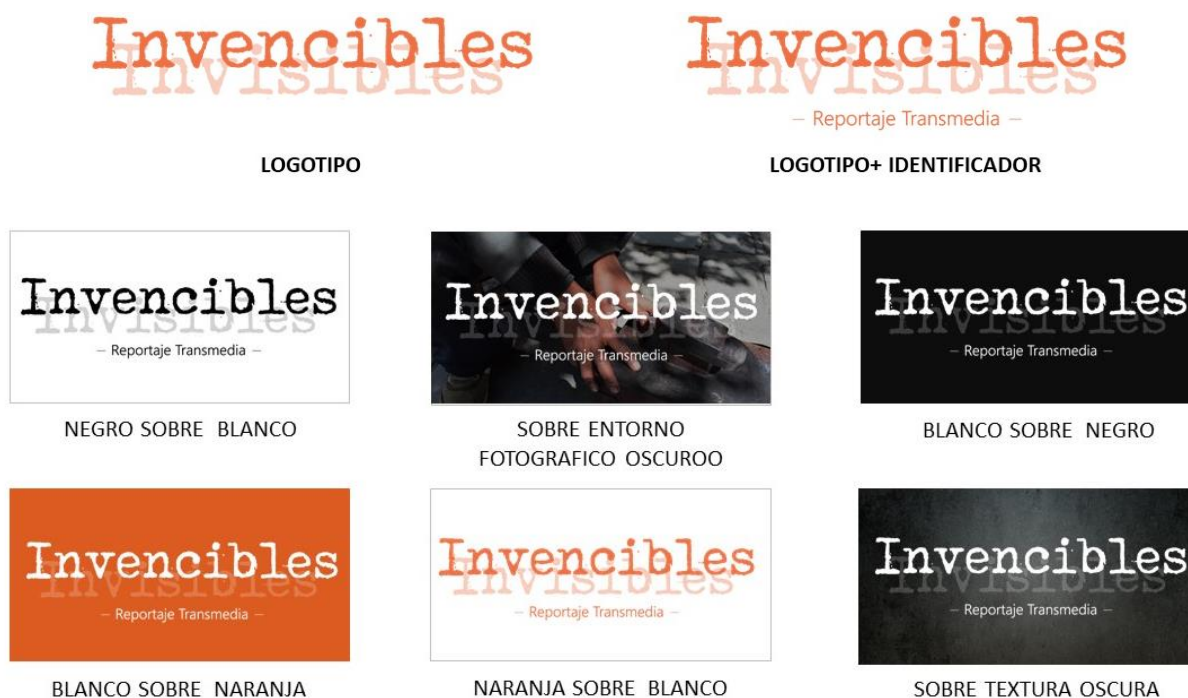 Invencibles Invencibles
Invisibles Invisibles
– Reportaje Transmedia –
LOGOTIPO LOGOTIPO+ IDENTIFICADOR
Invencibles Invencibles Invencibles
Invisibles Invisibles Invisibles
– Reportaje Transmedia – – Reportaje Transmedia – – Reportaje Transmedia –
NEGRO SOBRE BLANCO SOBRE ENTORNO BLANCO SOBRE NEGRO
FOTOGRAFICO OSCUROO
Invencibles Invencibles Invencibles
Invisibles Invisibles Invisibles
– Reportaje Transmedia – – Reportaje Transmedia – – Reportaje Transmedia –
BLANCO SOBRE NARANJA NARANJA SOBRE BLANCO SOBRE TEXTURA OSCURA